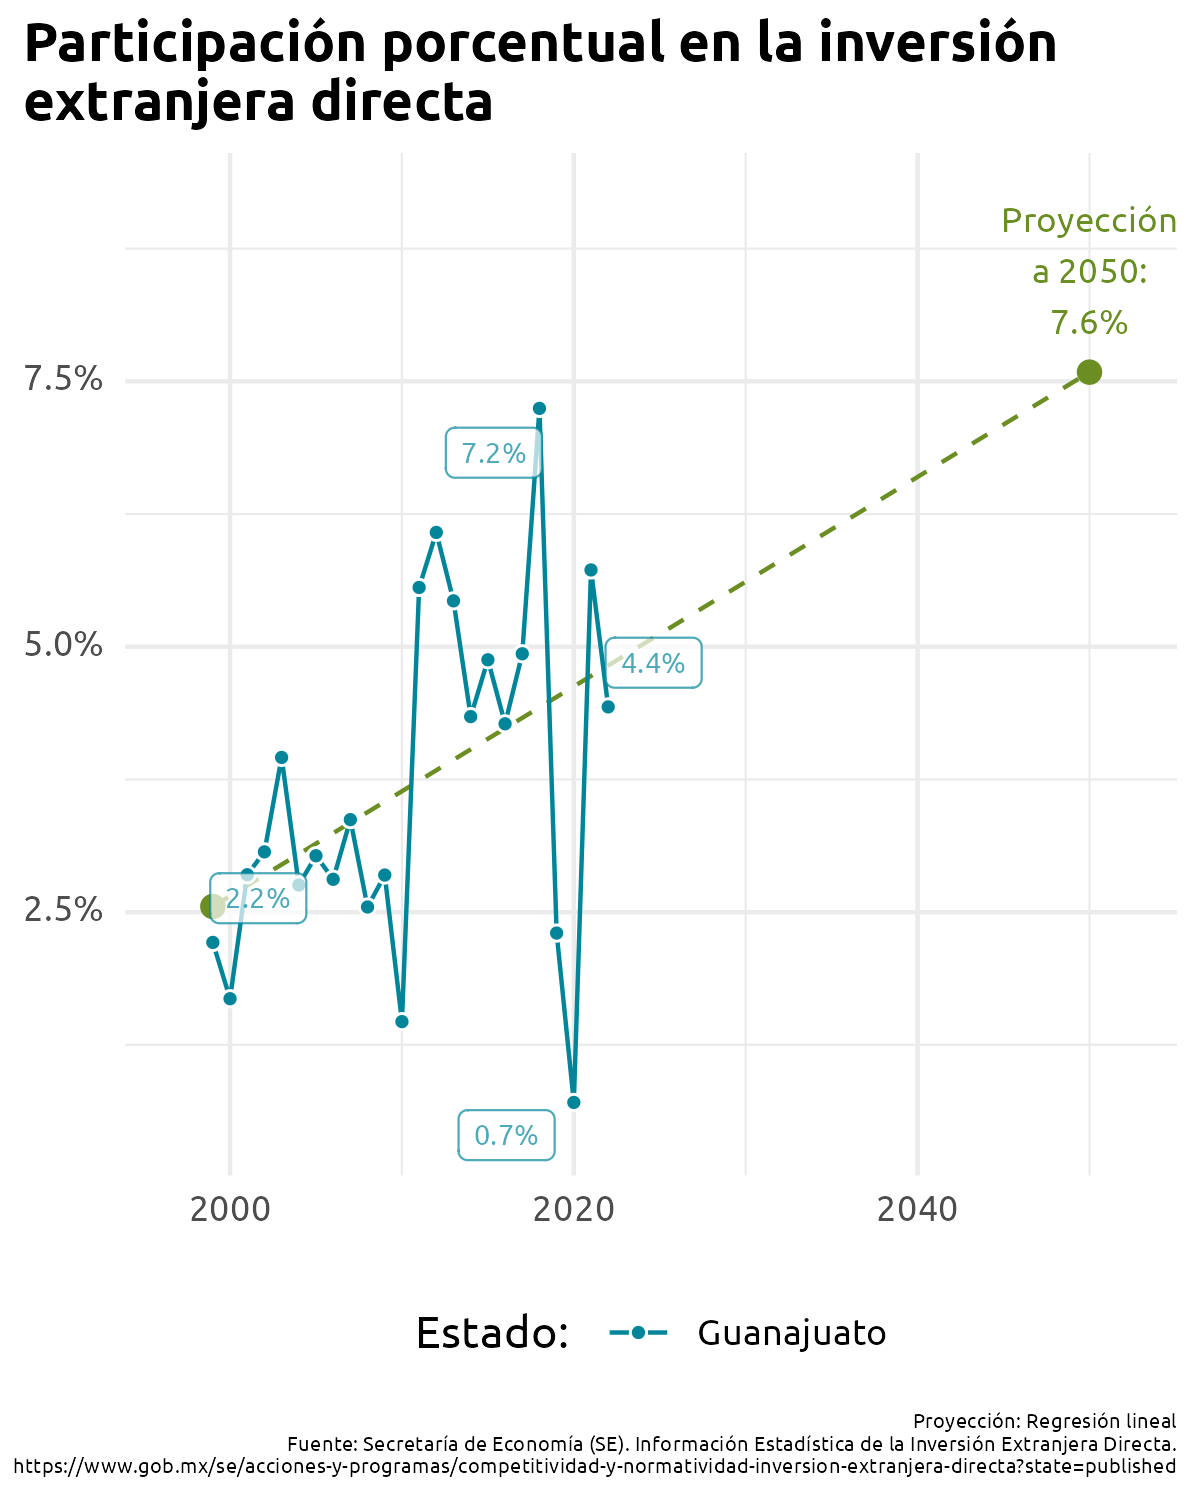 Participación porcentual en la inversión
extranjera directa
Proyección
a 2050:
7.6%
7.5%
7.2%
5.0%
4.4%
2.5%
2.2%
0.7%
2000
2020
2040
Estado:
Guanajuato
Proyección: Regresión lineal
Fuente: Secretaría de Economía (SE). Información Estadística de la Inversión Extranjera Directa.
https://www.gob.mx/se/acciones-y-programas/competitividad-y-normatividad-inversion-extranjera-directa?state=published